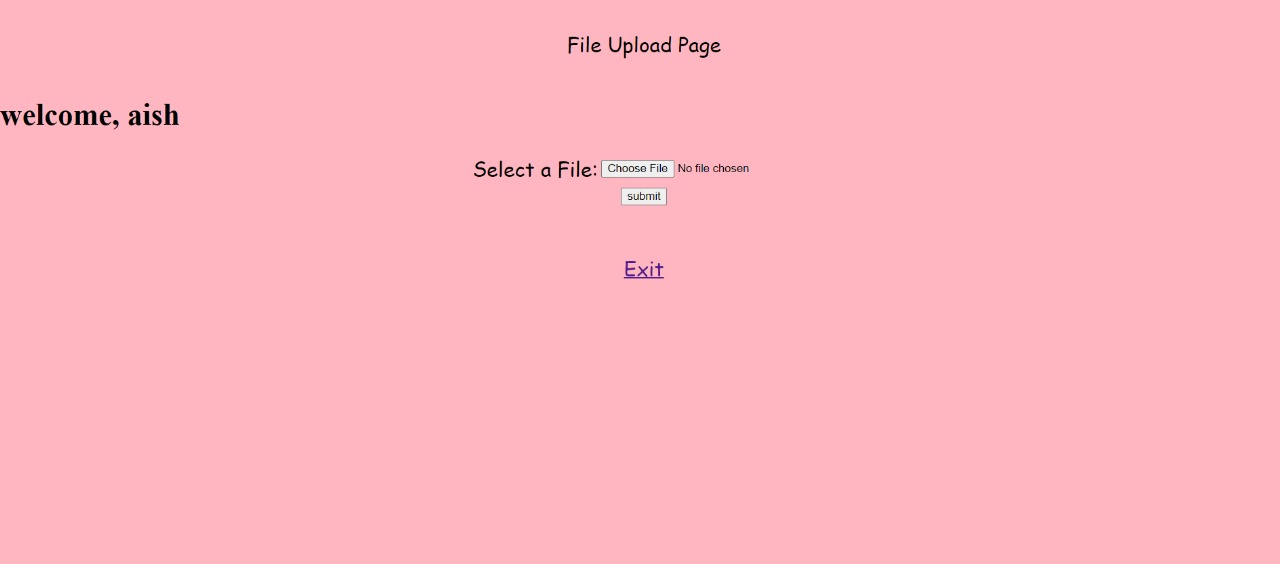 File Upload Page
welcome, aish
Select a File: Choose File No file chosen
submit
Exit